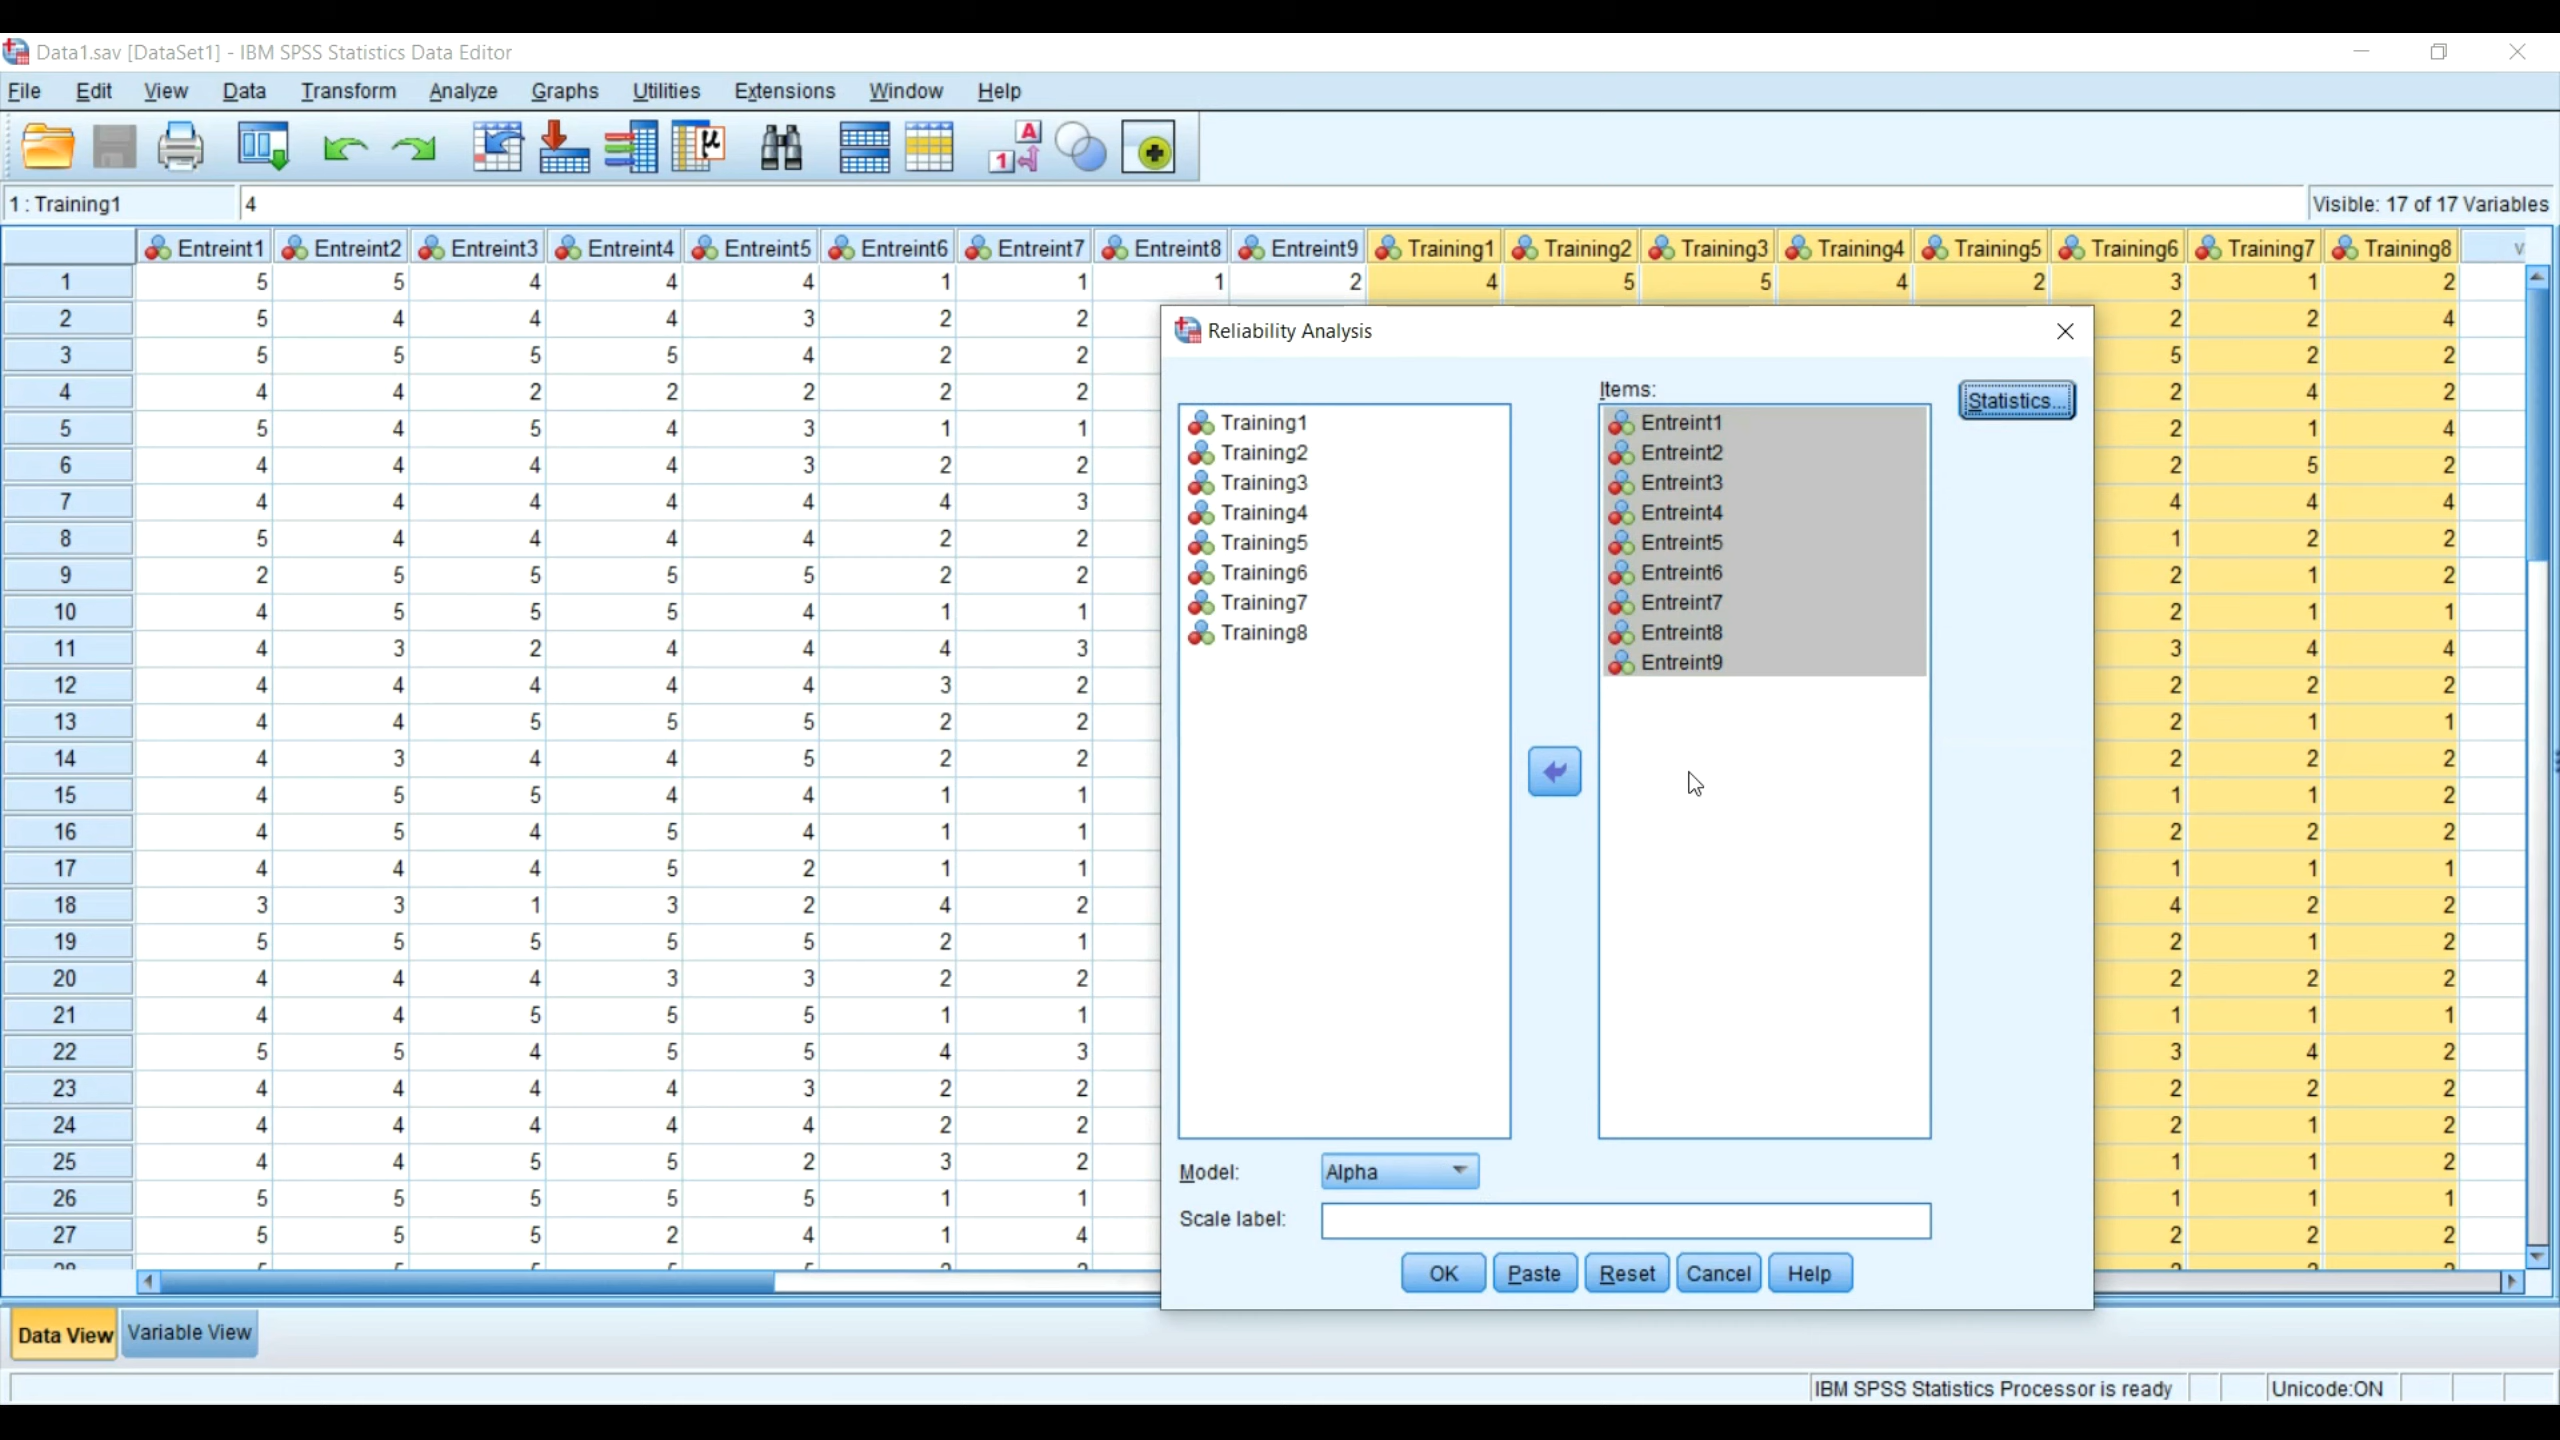 Data1.sav [DataSet1] - IBM SPSS Statistics Data Editor
File Edit View Data Transform Analyze Graphs Utilities Extensions Window Help
1 : Training1 4 Visible: 17 of 17 Variables
Entreint1 Entreint2 Entreint3 Entreint4 Entreint5 Entreint6 Entreint7 Entreint8 Entreint9 Training1 Training2 Training3 Training4 Training5 Training6 Training7 Training8
1 5 5 4 4 4 1 1 1 2 4 5 5 4 2 3 1 2
2 5 4 4 4 3 2 2 2 2 4
3 5 5 5 5 4 2 2 5 2 2
4 4 4 2 2 2 2 2 2 4 2
5 5 4 5 4 3 1 1 2 1 4
6 4 4 4 4 3 2 2 2 5 2
7 4 4 4 4 4 4 3 4 4 4
8 5 4 4 4 4 2 2 1 2 2
9 2 5 5 5 5 2 2 2 1 2
10 4 5 5 5 4 1 1 2 1 1
11 4 3 2 4 4 4 3 3 4 4
12 4 4 4 4 4 3 2 2 2 2
13 4 4 5 5 5 2 2 2 1 1
14 4 3 4 4 5 2 2 2 2 2
15 4 5 5 4 4 1 1 1 1 2
16 4 5 4 5 4 1 1 2 2 2
17 4 4 4 5 2 1 1 1 1 1
18 3 3 1 3 2 4 2 4 2 2
19 5 5 5 5 5 2 1 2 1 2
20 4 4 4 3 3 2 2 2 2 2
21 4 4 5 5 5 1 1 1 1 1
22 5 5 4 5 5 4 3 3 4 2
23 4 4 4 4 3 2 2 2 2 2
24 4 4 4 4 4 2 2 2 1 2
25 4 4 5 5 2 3 2 1 1 2
26 5 5 5 5 5 1 1 1 1 1
27 5 5 5 2 4 1 4 2 2 2
Reliability Analysis
Items:
Statistics...
Training1
Training2
Training3
Training4
Training5
Training6
Training7
Training8
Entreint1
Entreint2
Entreint3
Entreint4
Entreint5
Entreint6
Entreint7
Entreint8
Entreint9
Model: Alpha
Scale label:
OK Paste Reset Cancel Help
Data View Variable View
IBM SPSS Statistics Processor is ready Unicode:ON